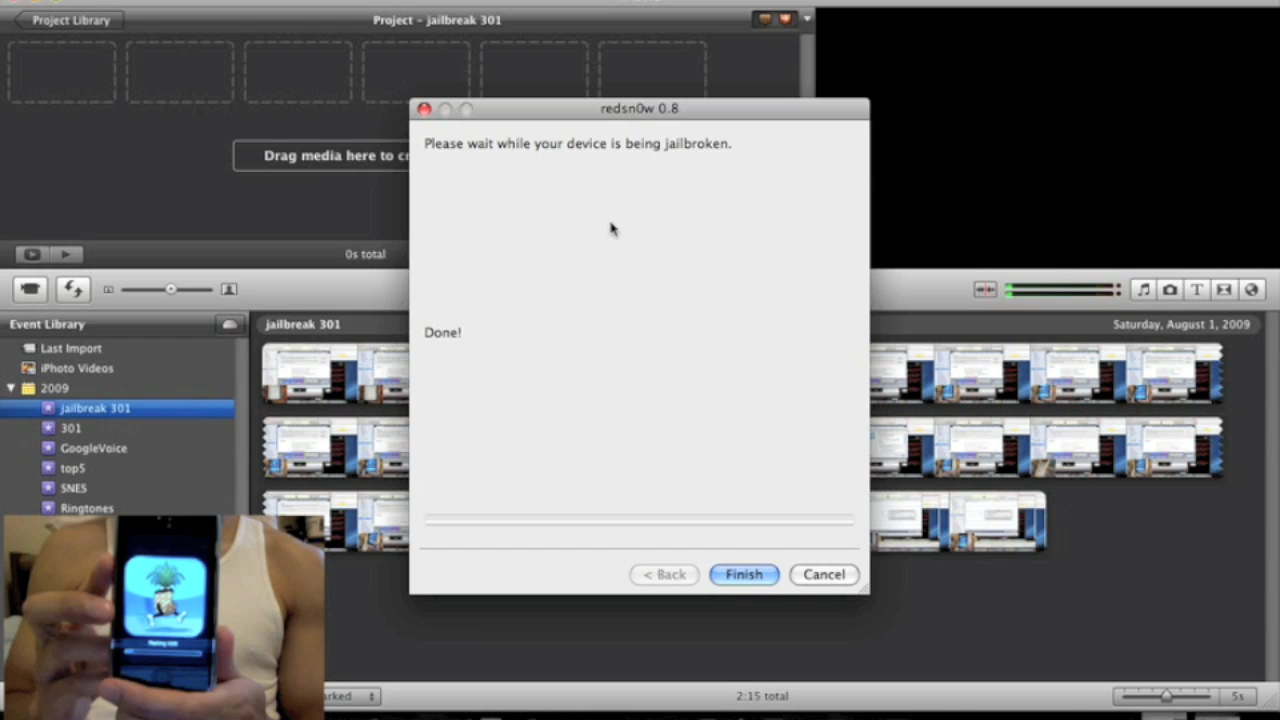 Project Library
Project – jailbreak 301
redsn0w 0.8
Please wait while your device is being jailbroken.
Drag media here to cr
0s total
Done!
Event Library
jailbreak 301
Saturday, August 1, 2009
Last Import
iPhoto Videos
2009
jailbreak 301
301
GoogleVoice
top5
SNES
Ringtones
< Back
Finish
Cancel
rked
2:15 total
5s